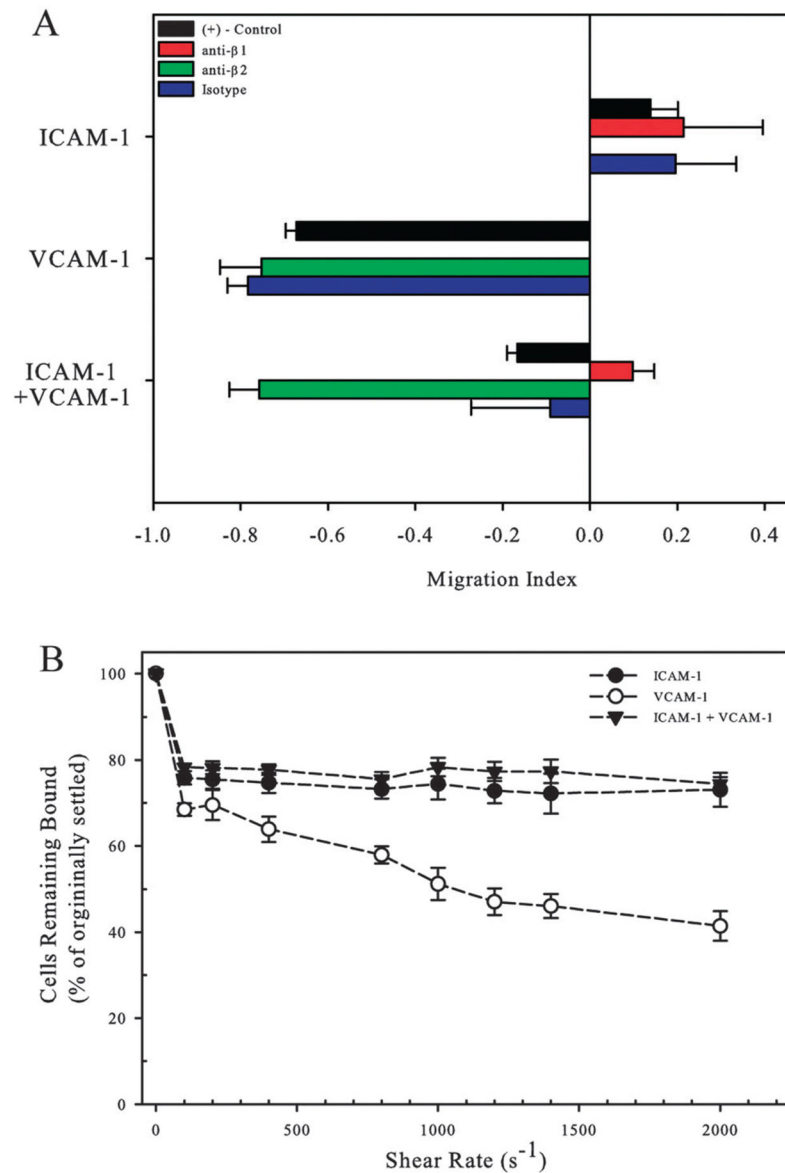 A
(+) - Control
anti-β1
anti-β2
Isotype
ICAM-1
VCAM-1
ICAM-1
+VCAM-1
-1.0 -0.8 -0.6 -0.4 -0.2 0.0 0.2 0.4
Migration Index
B
100
80
60
40
20
0
ICAM-1
VCAM-1
ICAM-1 + VCAM-1
Cells Remaining Bound
(% of orgininally settled)
0 500 1000 1500 2000
Shear Rate (s⁻¹)